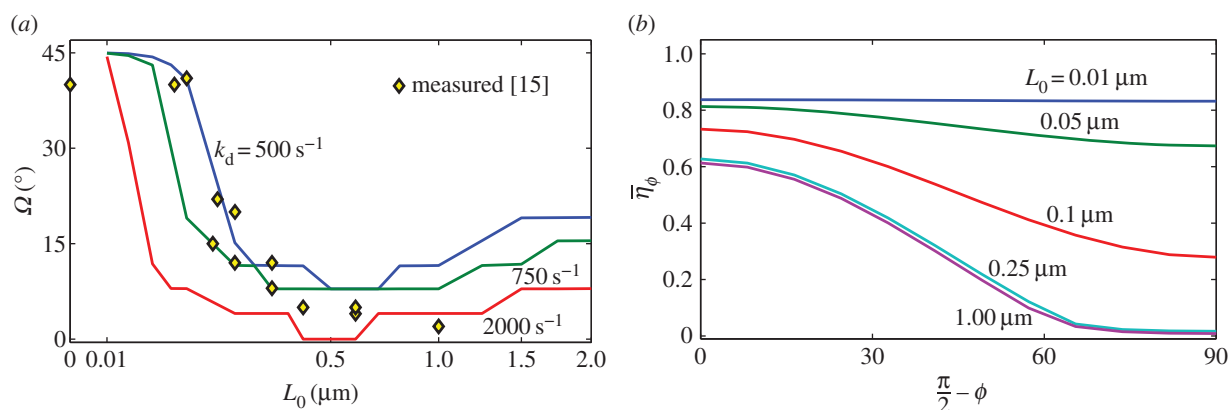 (a)
45
30
15
0
Ω (°)
measured [15]
k_d = 500 s⁻¹
750 s⁻¹
2000 s⁻¹
0 0.01 0.5 1.0 1.5 2.0
L₀ (µm)
(b)
1.0
0.8
0.6
0.4
0.2
0
η̅_ϕ
L₀ = 0.01 µm
0.05 µm
0.1 µm
0.25 µm
1.00 µm
0 30 60 90
π/2 – ϕ